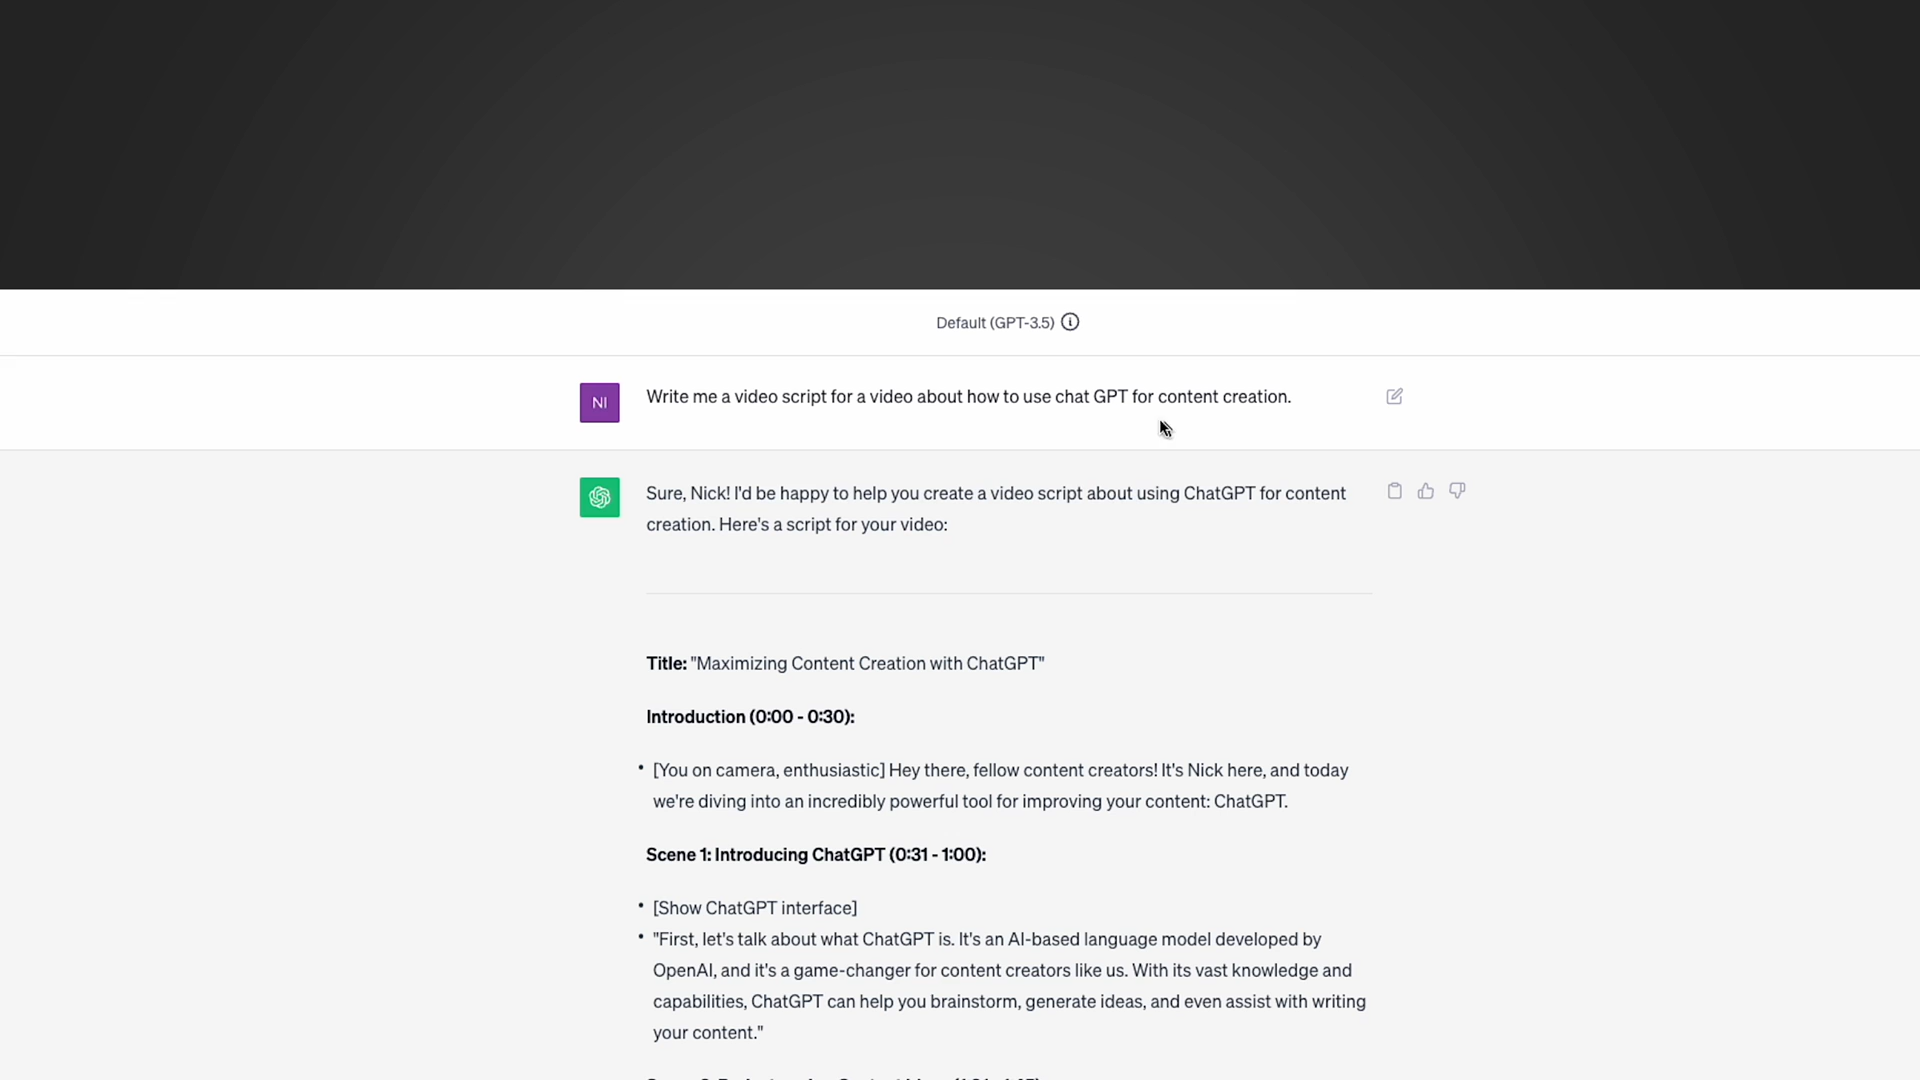 Default (GPT-3.5)
NI
Write me a video script for a video about how to use chat GPT for content creation.
Sure, Nick! I'd be happy to help you create a video script about using ChatGPT for content
creation. Here's a script for your video:
Title: "Maximizing Content Creation with ChatGPT"
Introduction (0:00 - 0:30):
• [You on camera, enthusiastic] Hey there, fellow content creators! It's Nick here, and today
we're diving into an incredibly powerful tool for improving your content: ChatGPT.
Scene 1: Introducing ChatGPT (0:31 - 1:00):
• [Show ChatGPT interface]
• "First, let's talk about what ChatGPT is. It's an AI-based language model developed by
OpenAI, and it's a game-changer for content creators like us. With its vast knowledge and
capabilities, ChatGPT can help you brainstorm, generate ideas, and even assist with writing
your content."